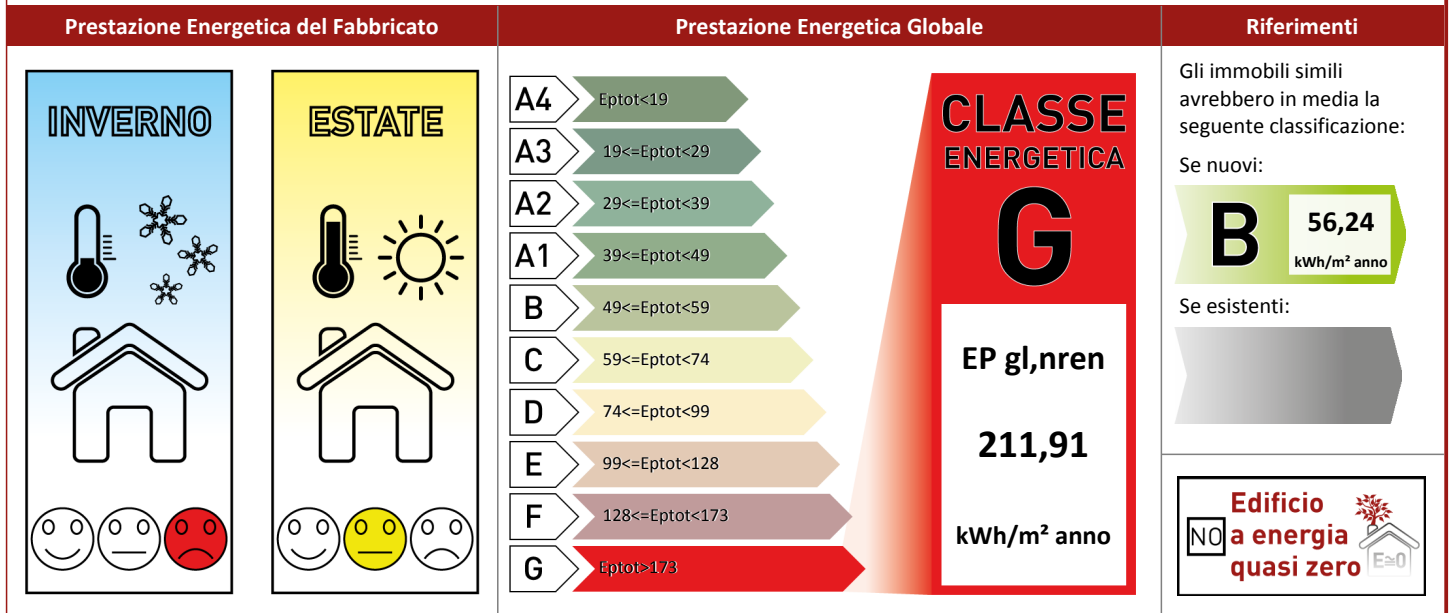 Prestazione Energetica del Fabbricato
Prestazione Energetica Globale
Riferimenti
INVERNO
ESTATE
A4
Eptot<19
A3
19<=Eptot<29
A2
29<=Eptot<39
A1
39<=Eptot<49
B
49<=Eptot<59
C
59<=Eptot<74
D
74<=Eptot<99
E
99<=Eptot<128
F
128<=Eptot<173
G
Eptot>173
CLASSE
ENERGETICA
G
EP gl,nren
211,91
kWh/m² anno
Gli immobili simili
avrebbero in media la
seguente classificazione:
Se nuovi:
B
56,24
kWh/m² anno
Se esistenti:
Edificio
NO a energia
quasi zero
E≅0